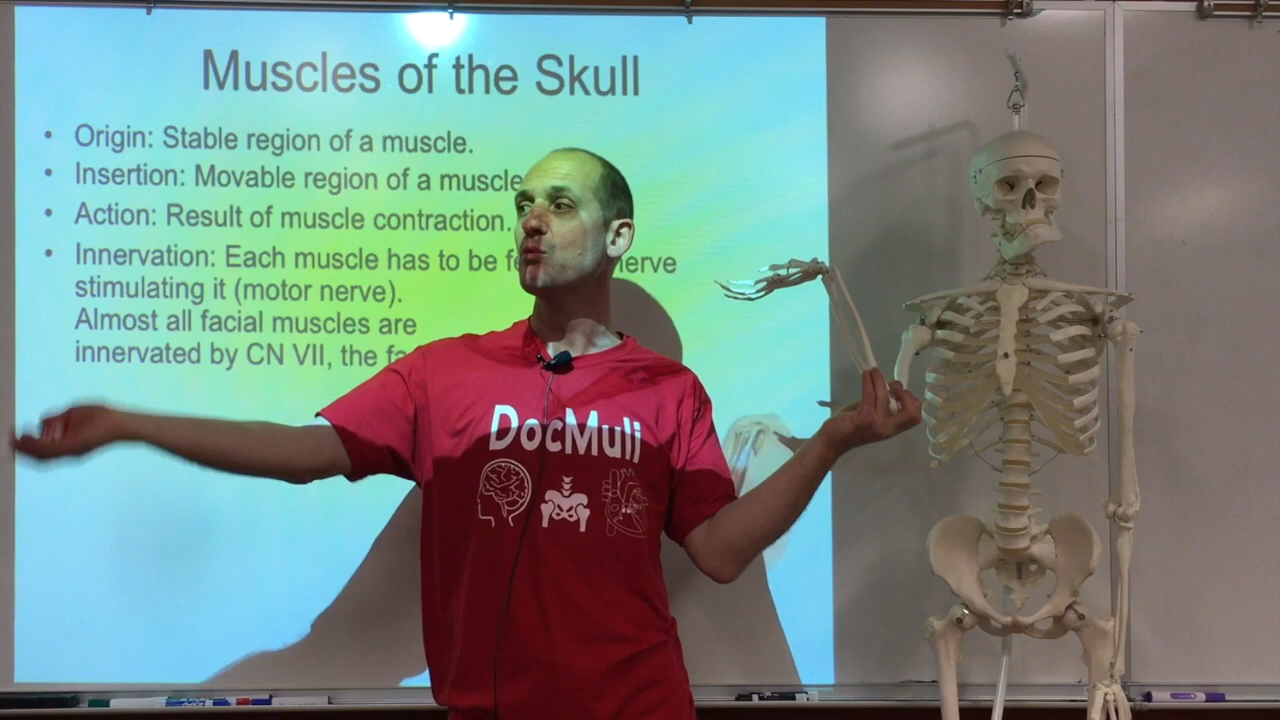 Muscles of the Skull
• Origin: Stable region of a muscle.
• Insertion: Movable region of a muscle
• Action: Result of muscle contraction.
• Innervation: Each muscle has to be nerve
stimulating it (motor nerve).
Almost all facial muscles are
innervated by CN VII, the
DocMuli